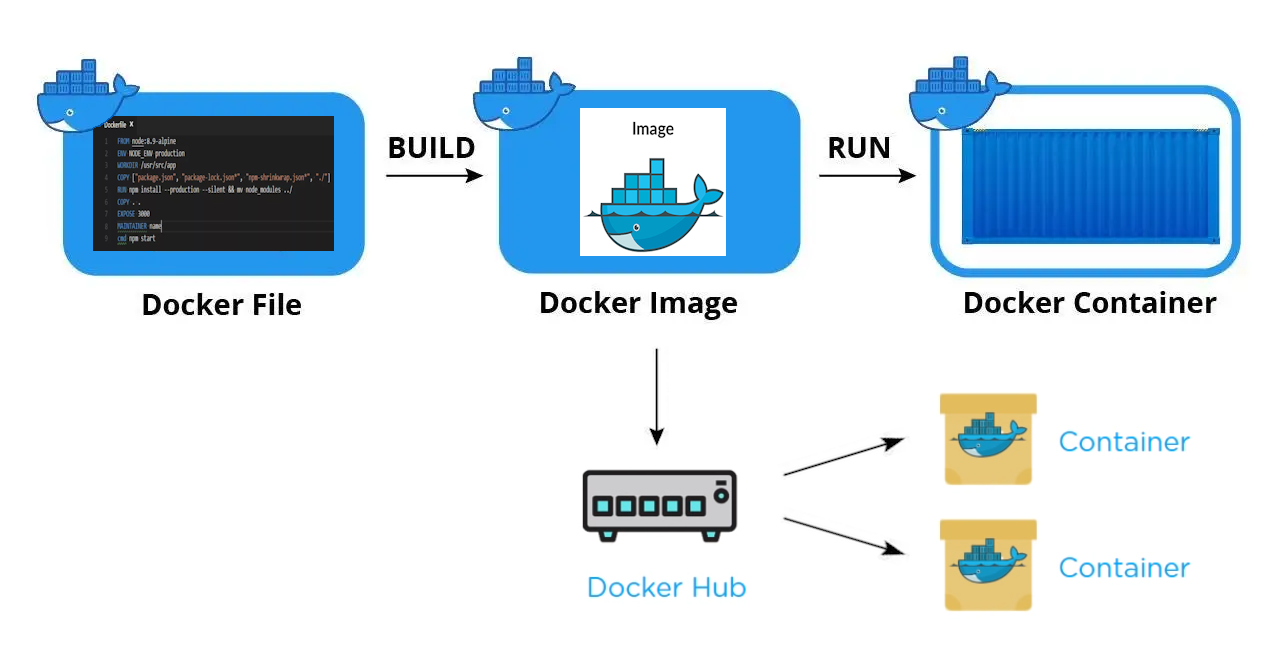 Dockerfile X
1 FROM node:8.9-alpine
2 ENV NODE_ENV production
3 WORKDIR /usr/src/app
4 COPY ["package.json", "package-lock.json*", "npm-shrinkwrap.json*", "./"]
5 RUN npm install --production --silent && mv node_modules ../
6 COPY . .
7 EXPOSE 3000
8 MAINTAINER name
9 cmd npm start
Docker File
BUILD
Image
Docker Image
RUN
Docker Container
Docker Hub
Container
Container